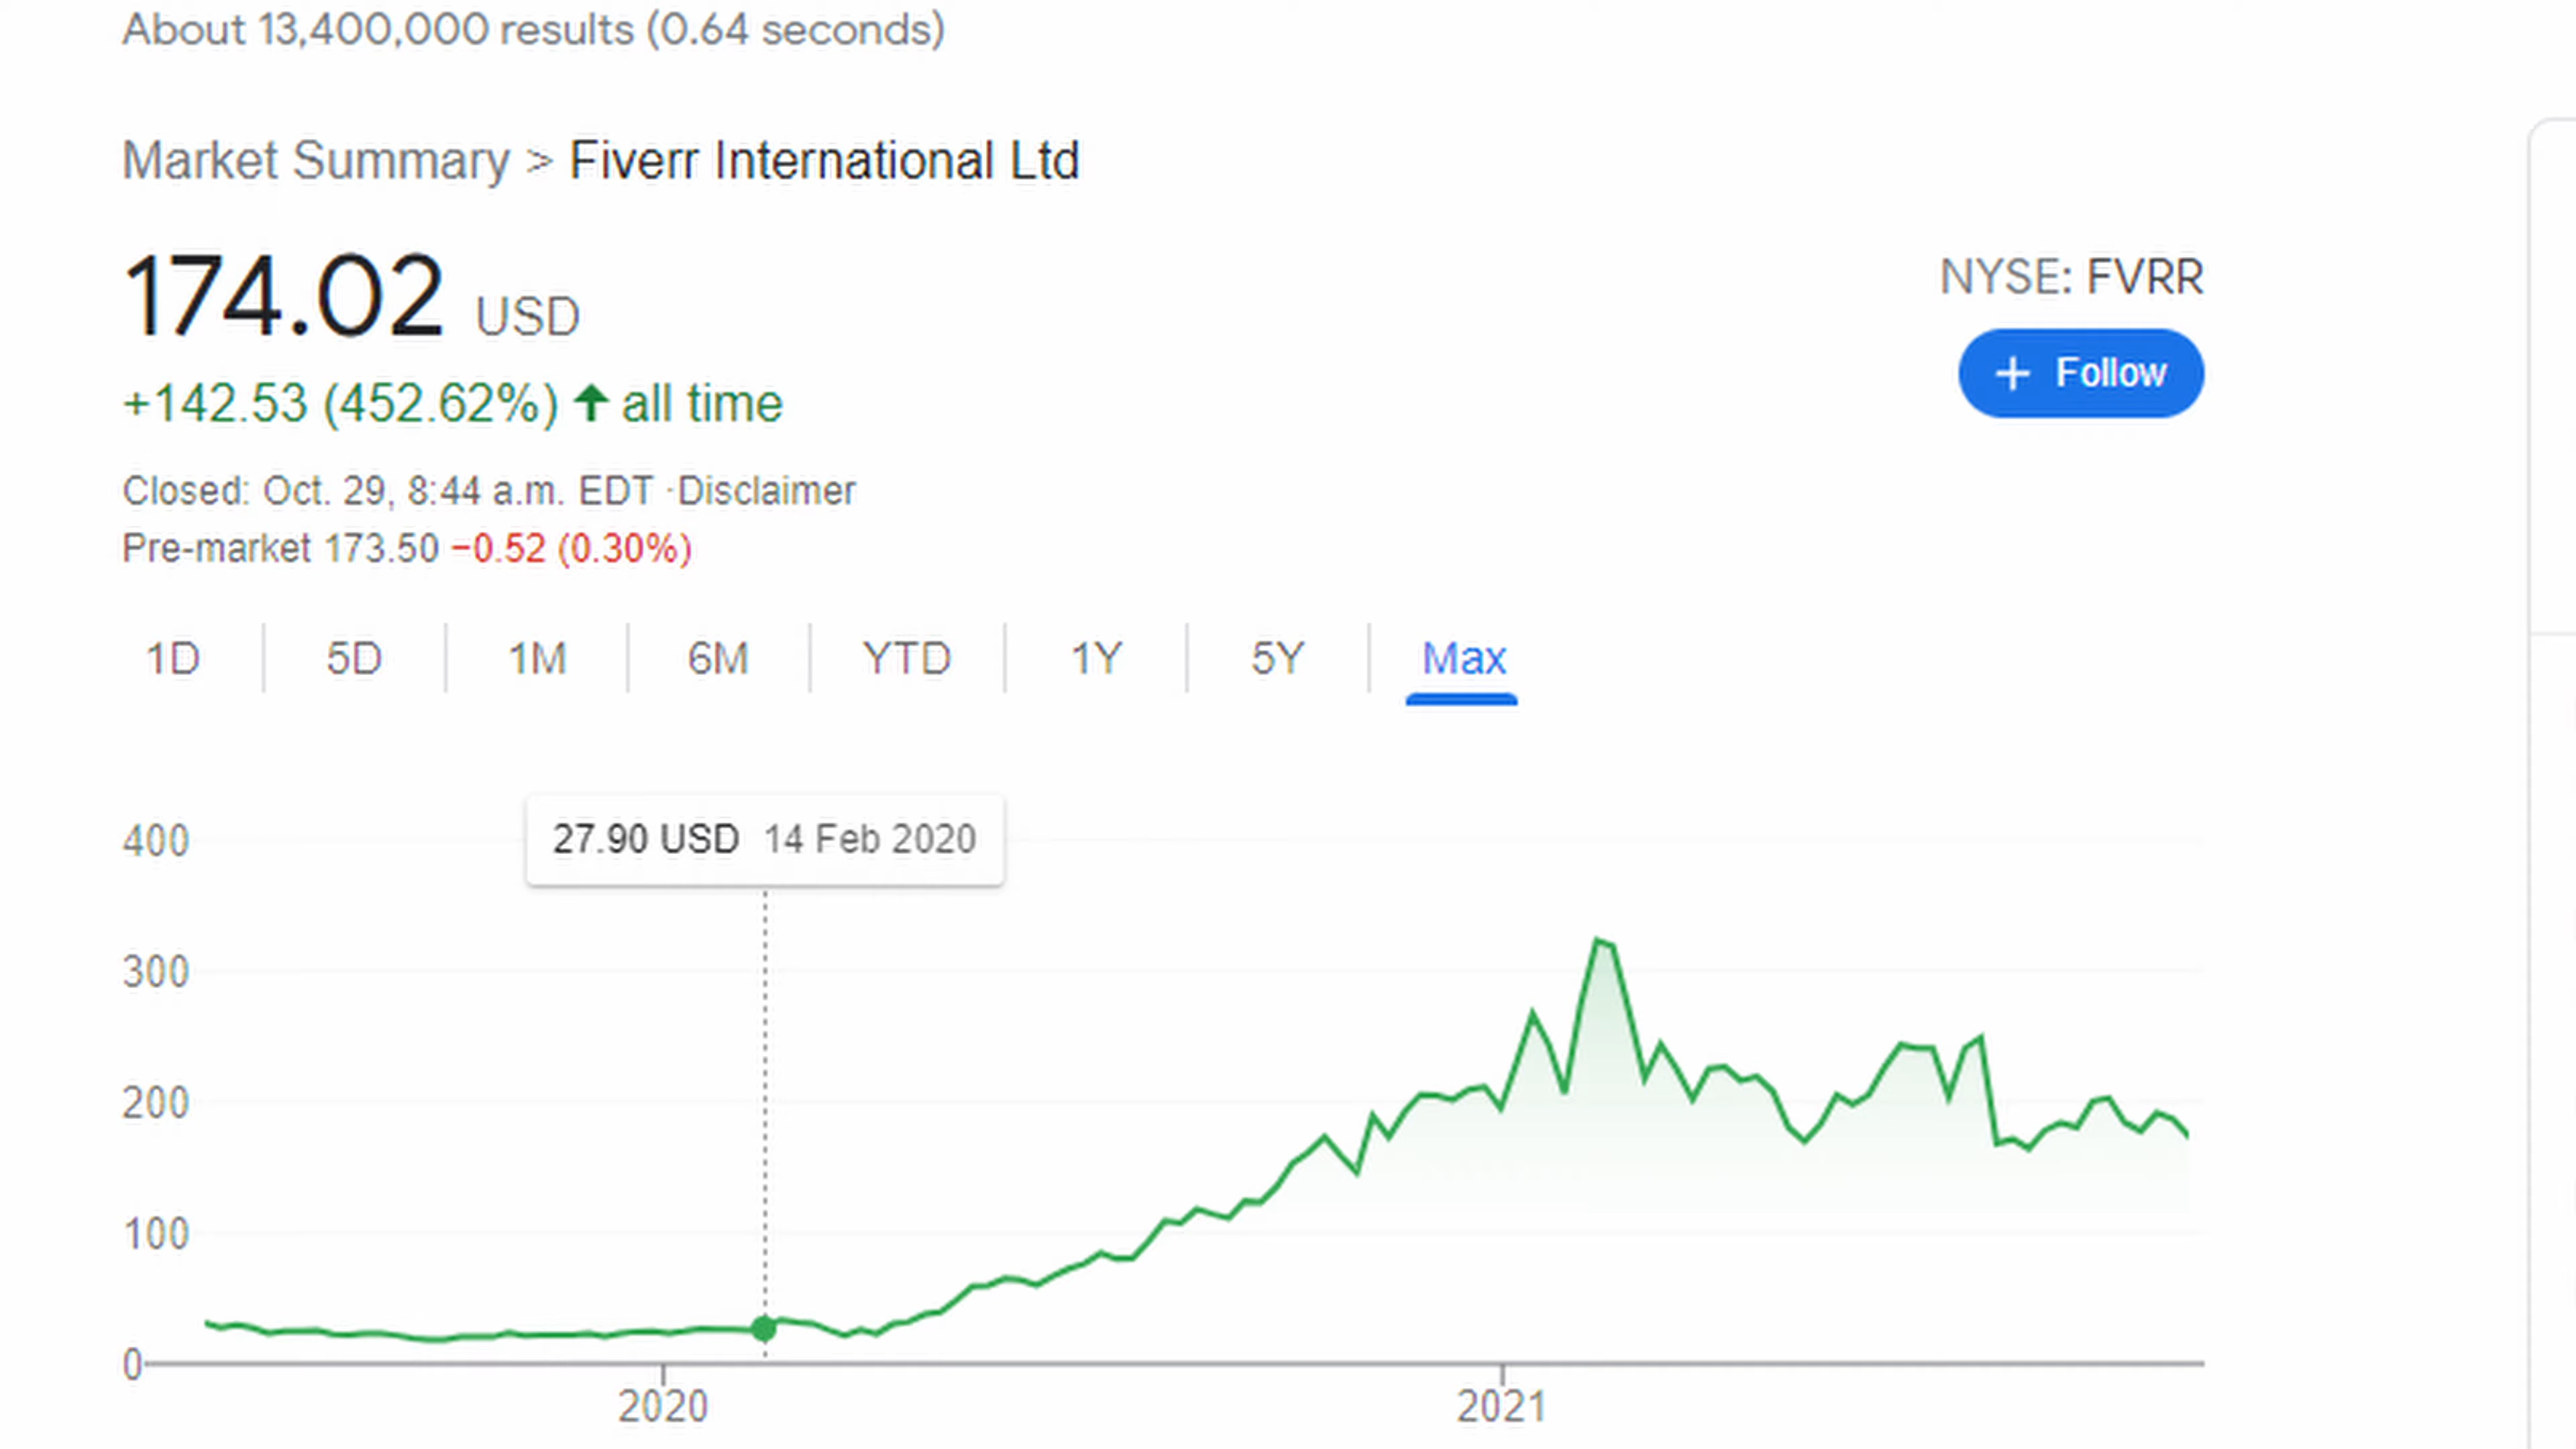 About 13,400,000 results (0.64 seconds)
Market Summary > Fiverr International Ltd
174.02 USD
NYSE: FVRR
+ Follow
+142.53 (452.62%) ↑ all time
Closed: Oct. 29, 8:44 a.m. EDT ·Disclaimer
Pre-market 173.50 −0.52 (0.30%)
1D 5D 1M 6M YTD 1Y 5Y Max
27.90 USD 14 Feb 2020
400
300
200
100
0
2020 2021